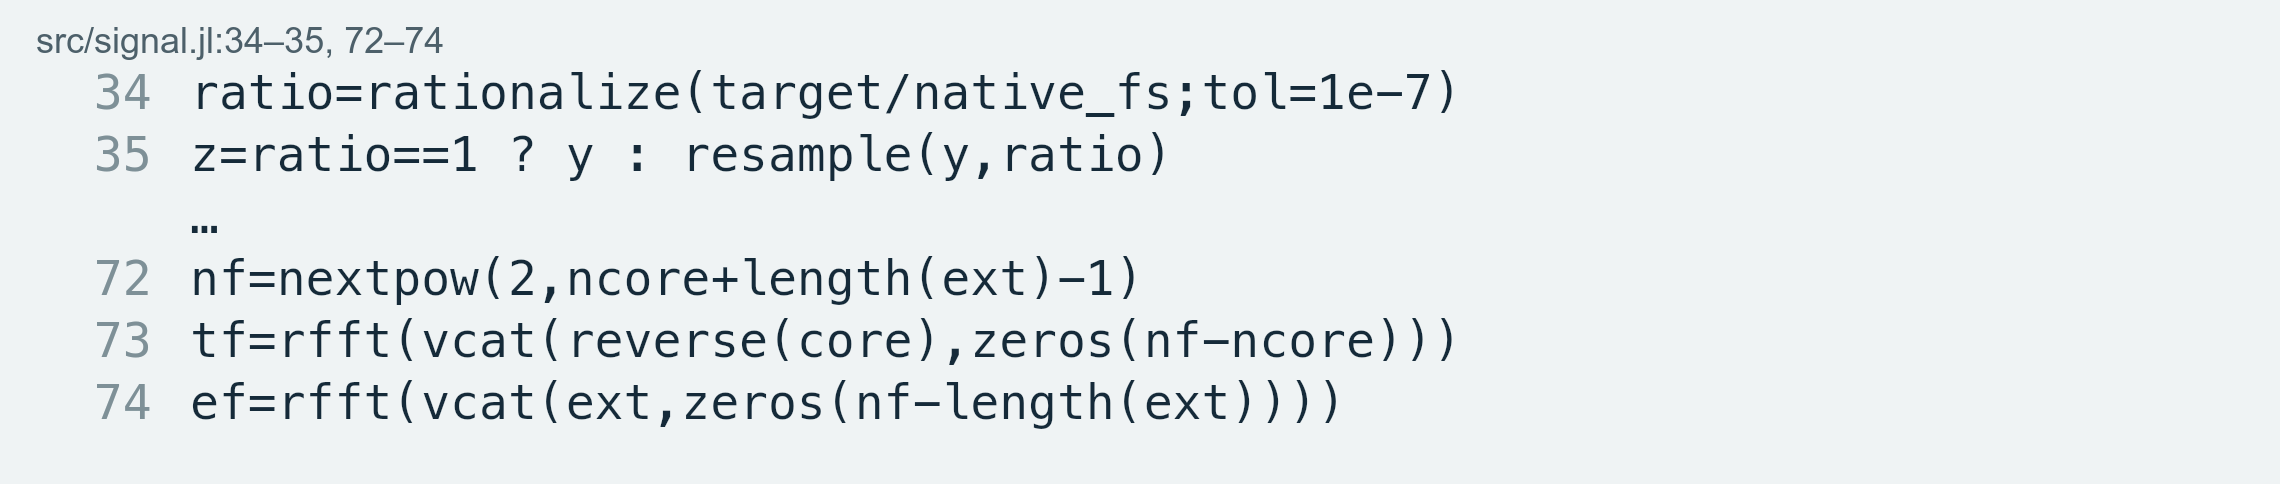 src/signal.jl:34–35, 72–74
34 ratio=rationalize(target/native_fs;tol=1e−7)
35 z=ratio==1 ? y : resample(y,ratio)
…
72 nf=nextpow(2,ncore+length(ext)−1)
73 tf=rfft(vcat(reverse(core),zeros(nf−ncore)))
74 ef=rfft(vcat(ext,zeros(nf−length(ext))))